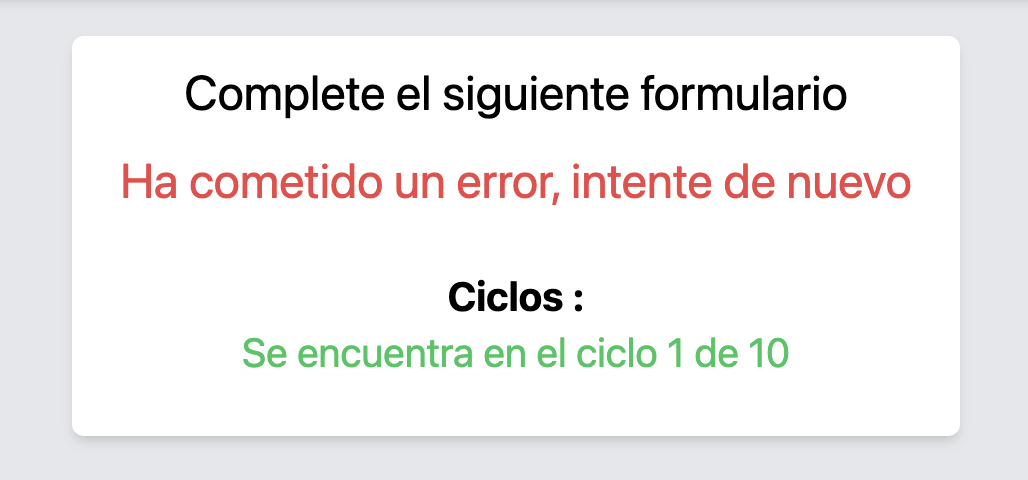 Complete el siguiente formulario
Ha cometido un error, intente de nuevo
Ciclos :
Se encuentra en el ciclo 1 de 10